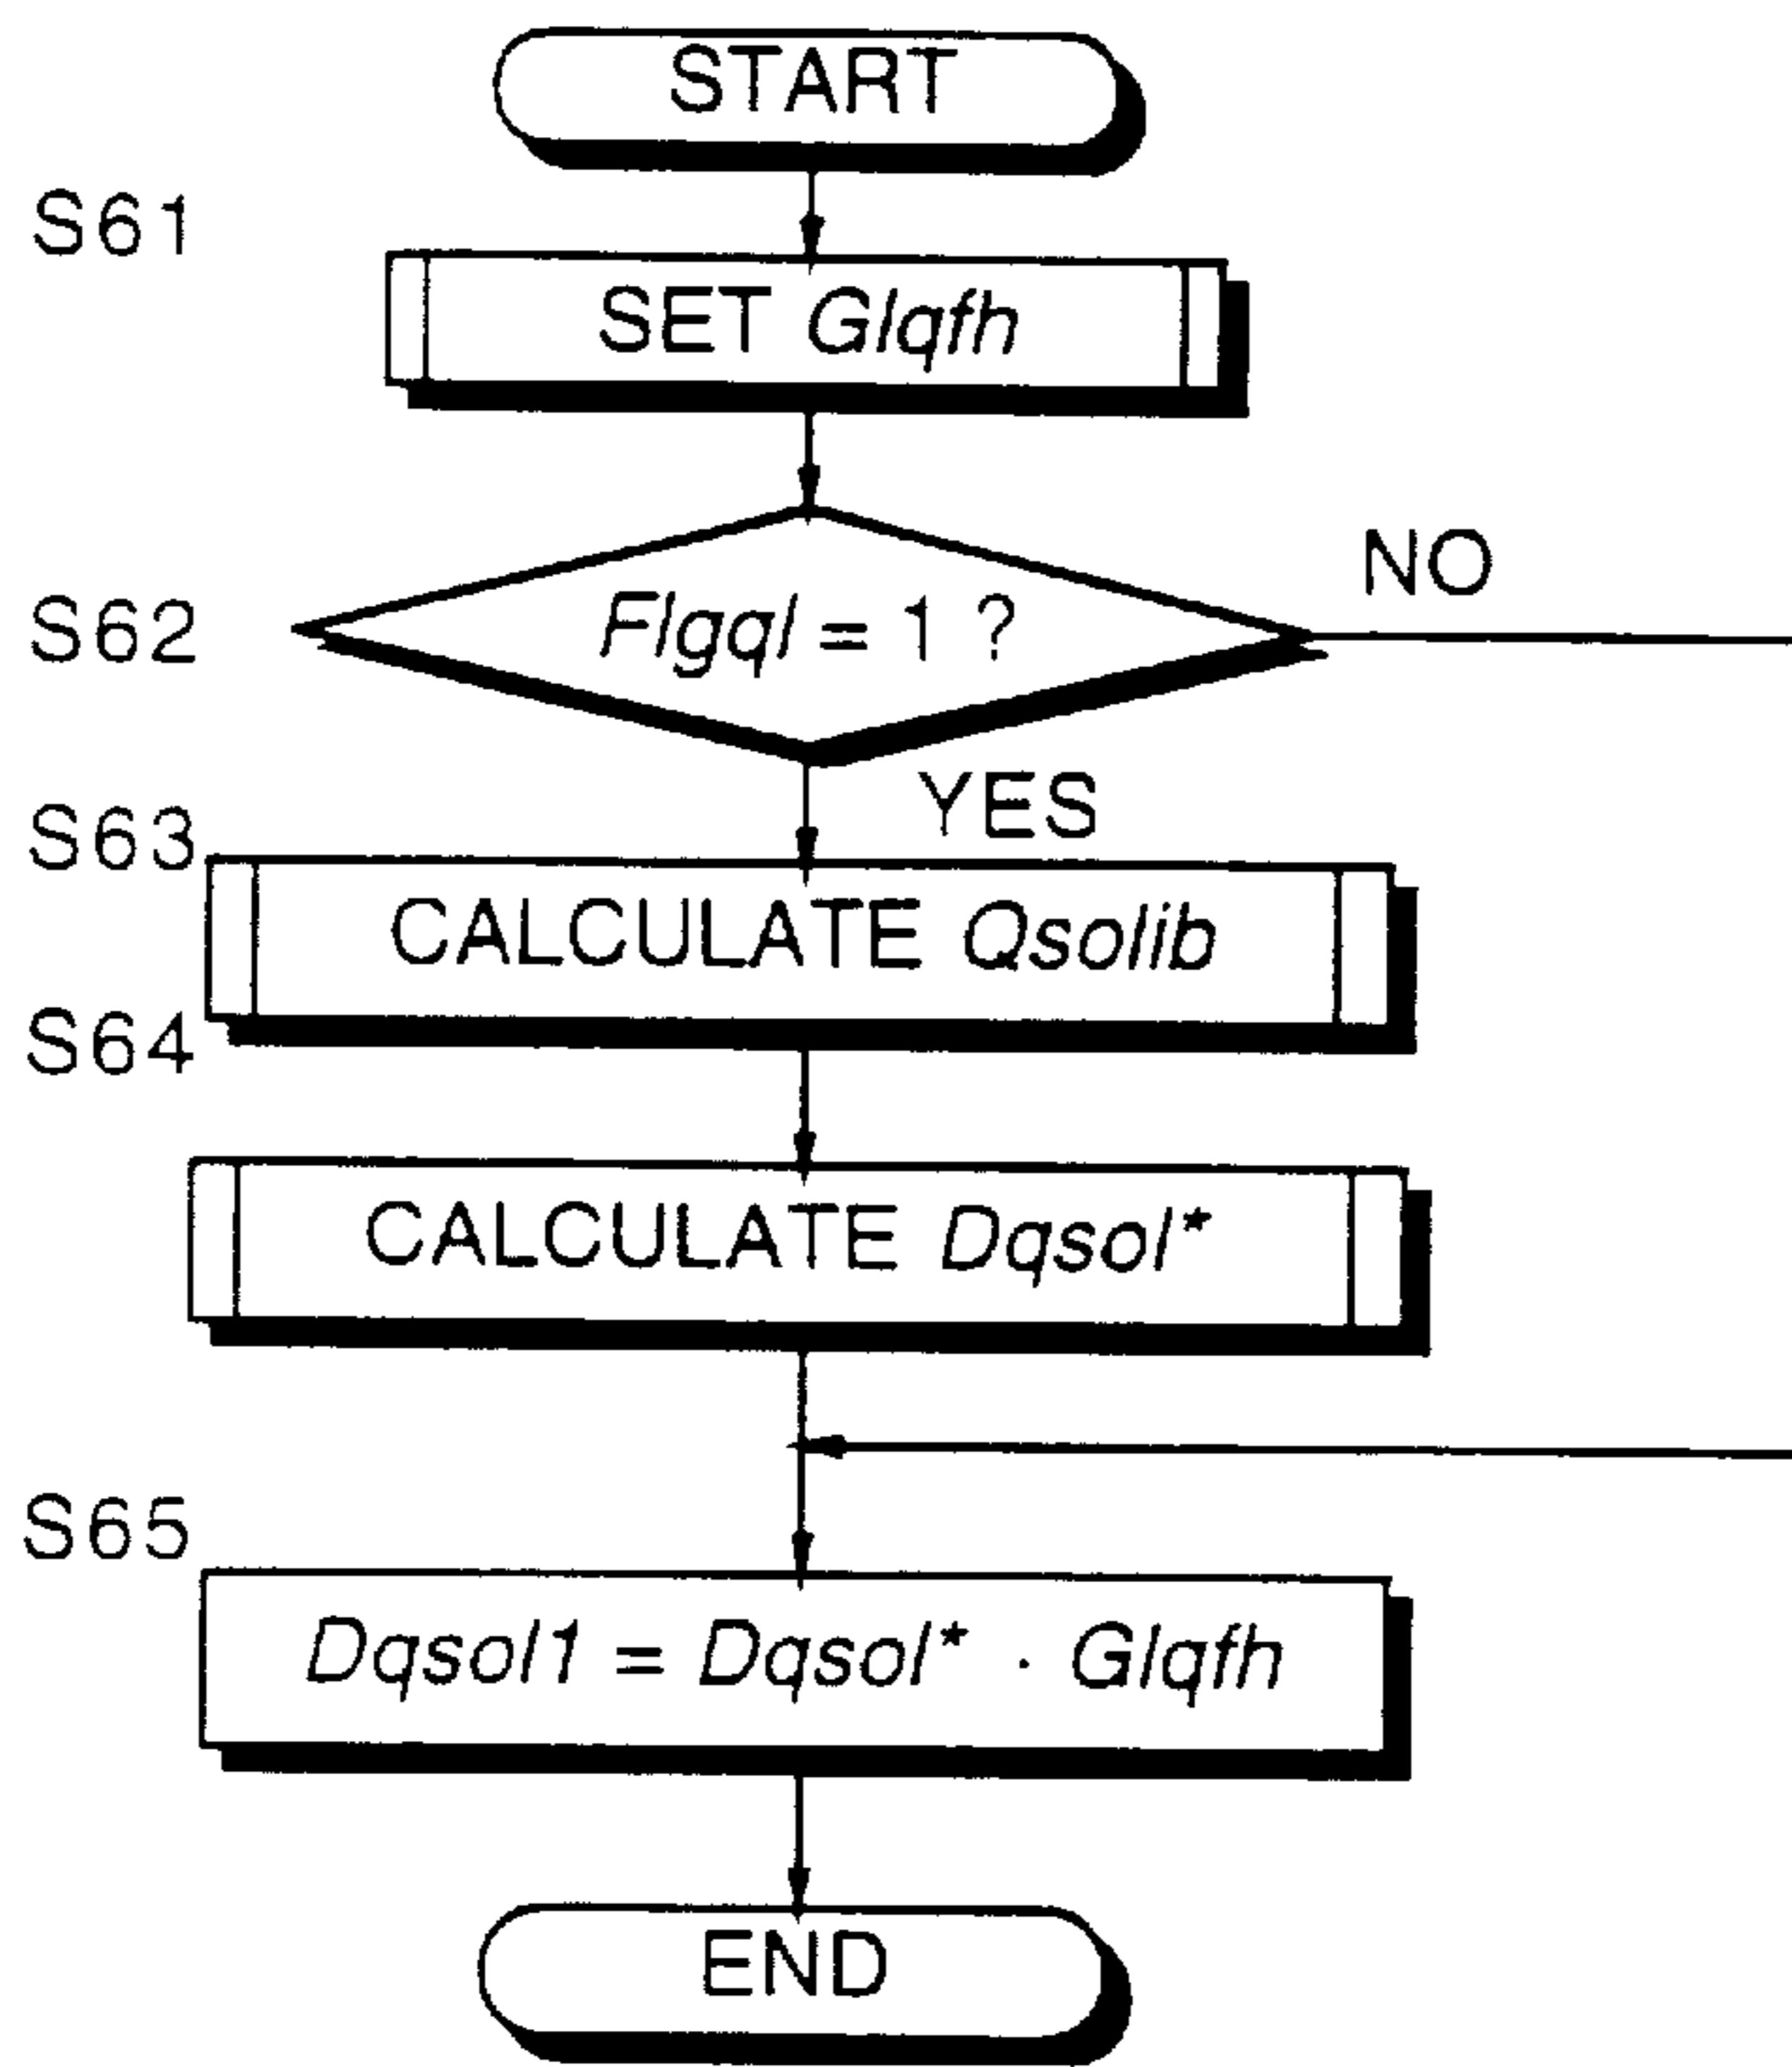 START
S61
SET Glqfh
S62
Flgql = 1 ?
NO
YES
S63
CALCULATE Qsolib
S64
CALCULATE Dqsol*
S65
Dqsol1 = Dqsol* · Glqfh
END